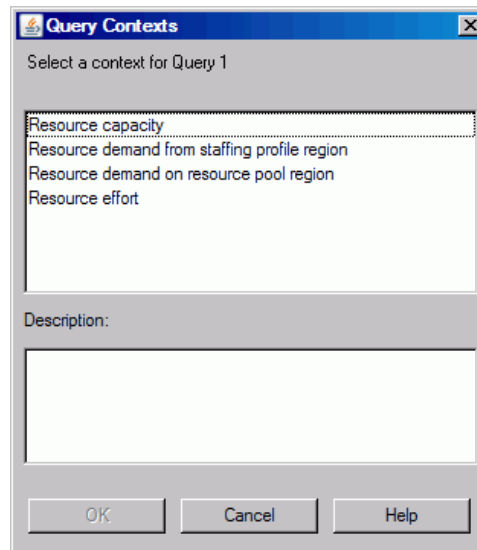 Query Contexts
Select a context for Query 1
Resource capacity
Resource demand from staffing profile region
Resource demand on resource pool region
Resource effort
Description:
OK Cancel Help